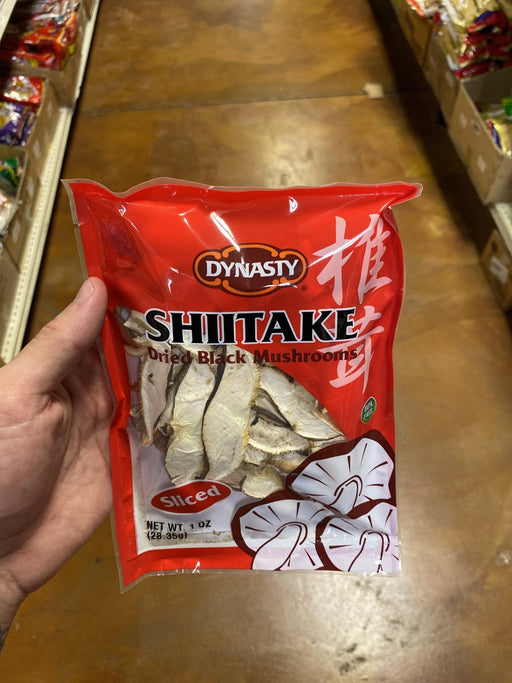 DYNASTY®
椎茸
SHIITAKE
Dried Black Mushrooms
Sliced
NET WT. 1 OZ
(28.35g)